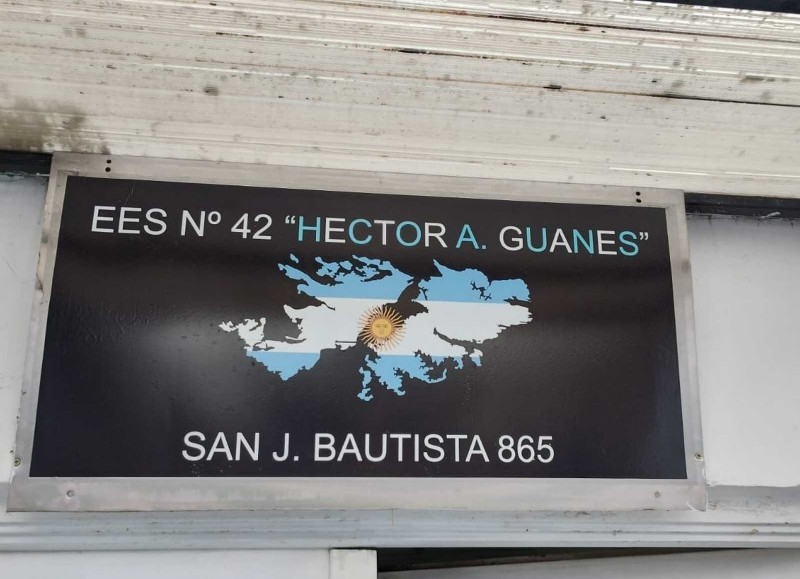 EES Nº 42 “HECTOR A. GUANES”
SAN J. BAUTISTA 865